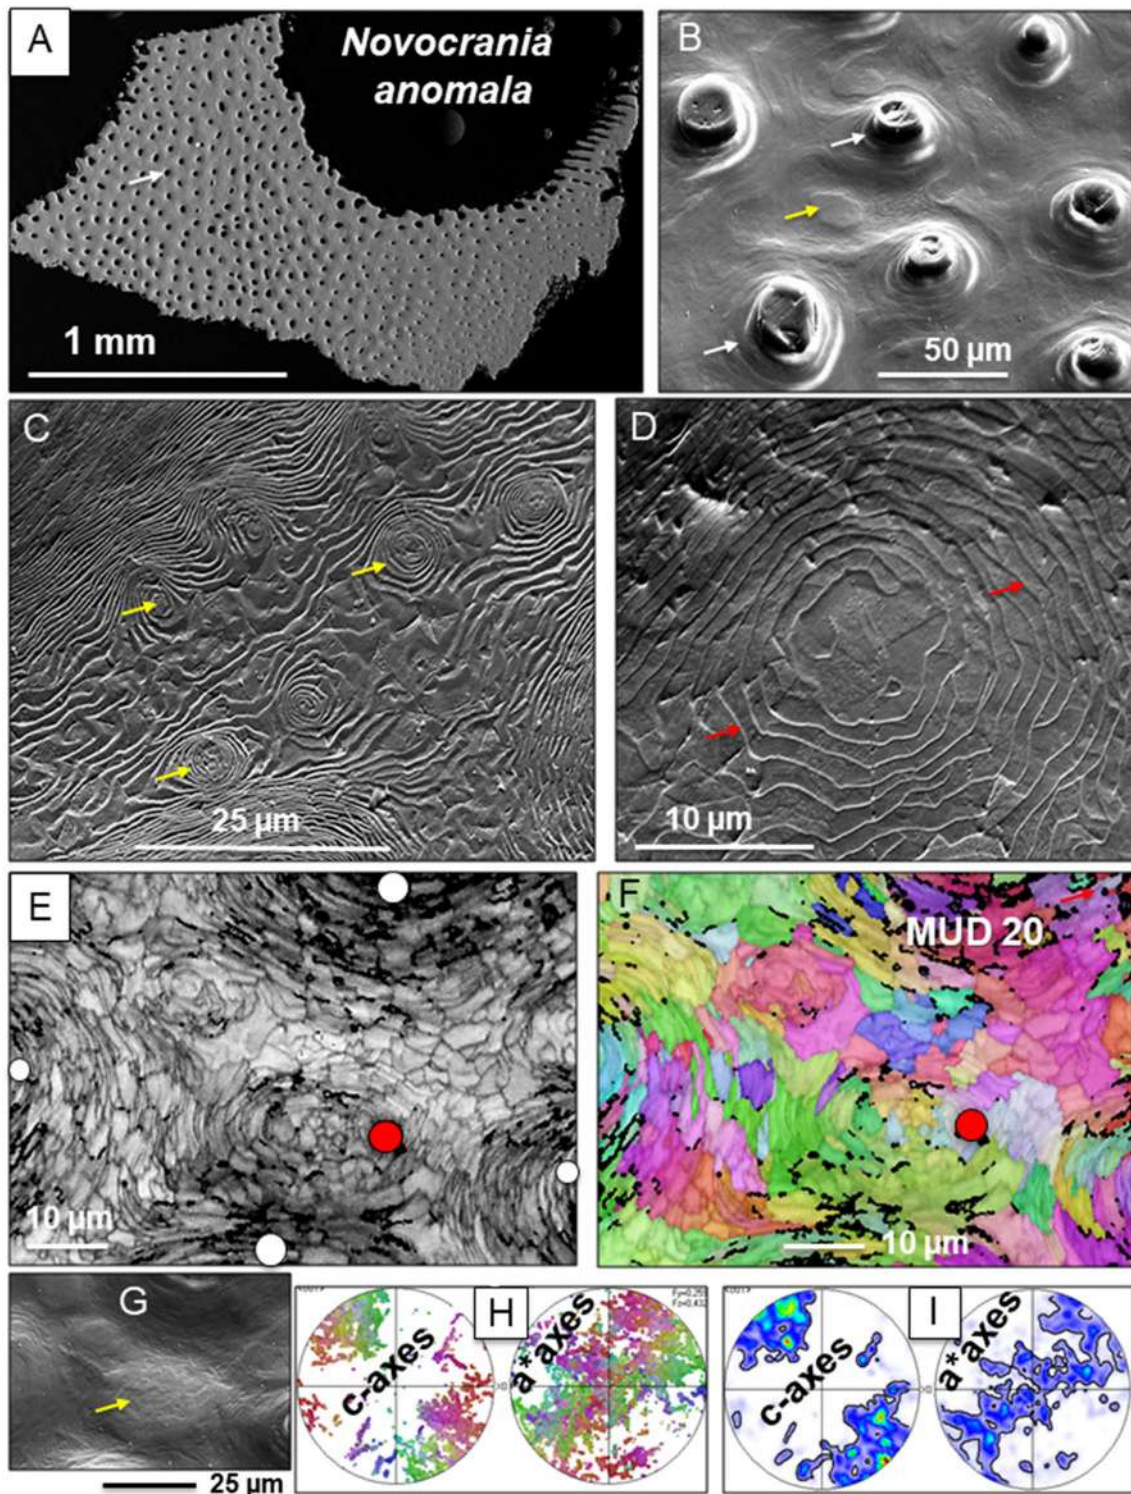 A
Novocrania
anomala
1 mm
B
50 µm
C
25 µm
D
10 µm
E
10 µm
F
MUD 20
10 µm
G
25 µm
H
c-axes
a*axes
I
c-axes
a*axes